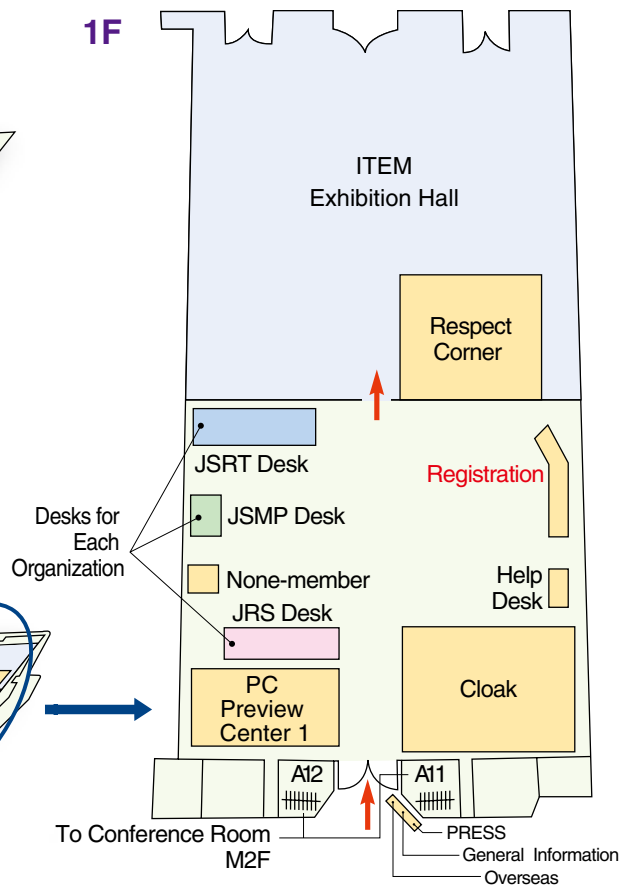 1F
ITEM
Exhibition Hall
Respect
Corner
JSRT Desk
Registration
Desks for
Each
Organization
JSMP Desk
None-member
Help
Desk
JRS Desk
PC
Preview
Center 1
Cloak
A12
A11
To Conference Room
M2F
PRESS
General Information
Overseas